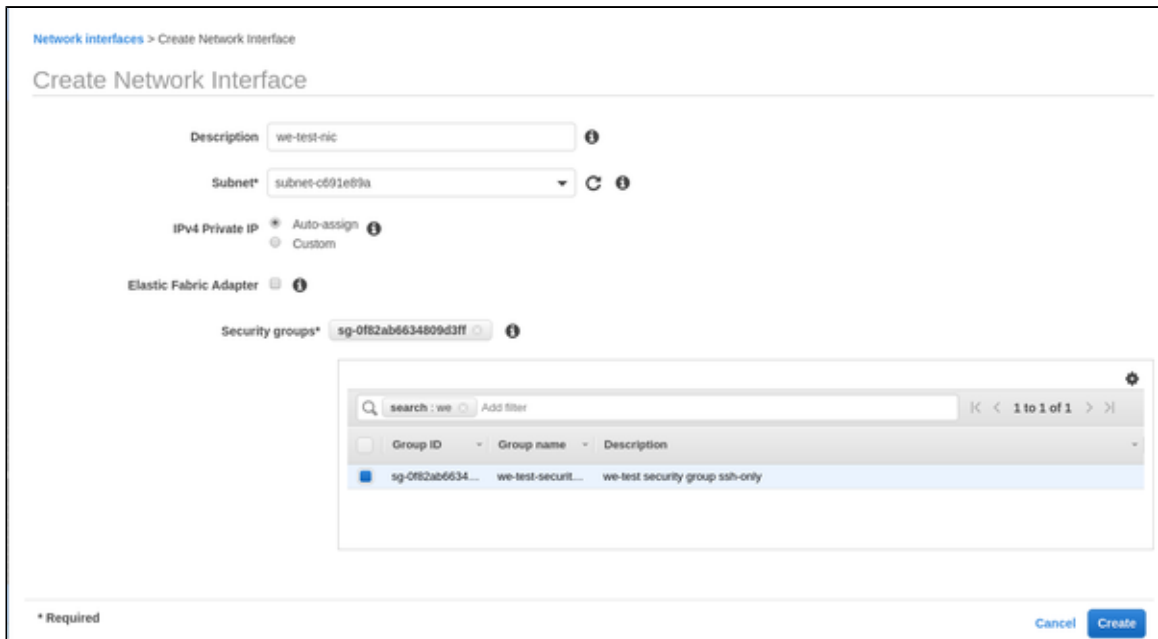 Network interfaces > Create Network Interface
Create Network Interface
Description we-test-nic
Subnet* subnet-c691e89a
IPv4 Private IP Auto-assign
Custom
Elastic Fabric Adapter
Security groups* sg-0f82ab6634809d3ff
search : we Add filter 1 to 1 of 1
Group ID Group name Description
sg-0f82ab6634... we-test-securit... we-test security group ssh-only
* Required
Cancel Create